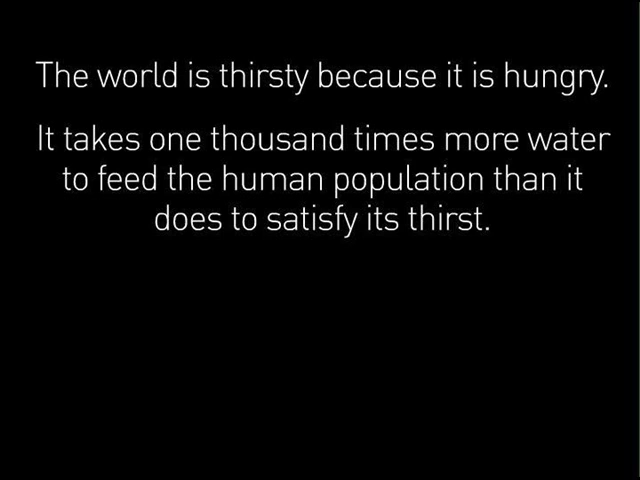 The world is thirsty because it is hungry.
It takes one thousand times more water
to feed the human population than it
does to satisfy its thirst.